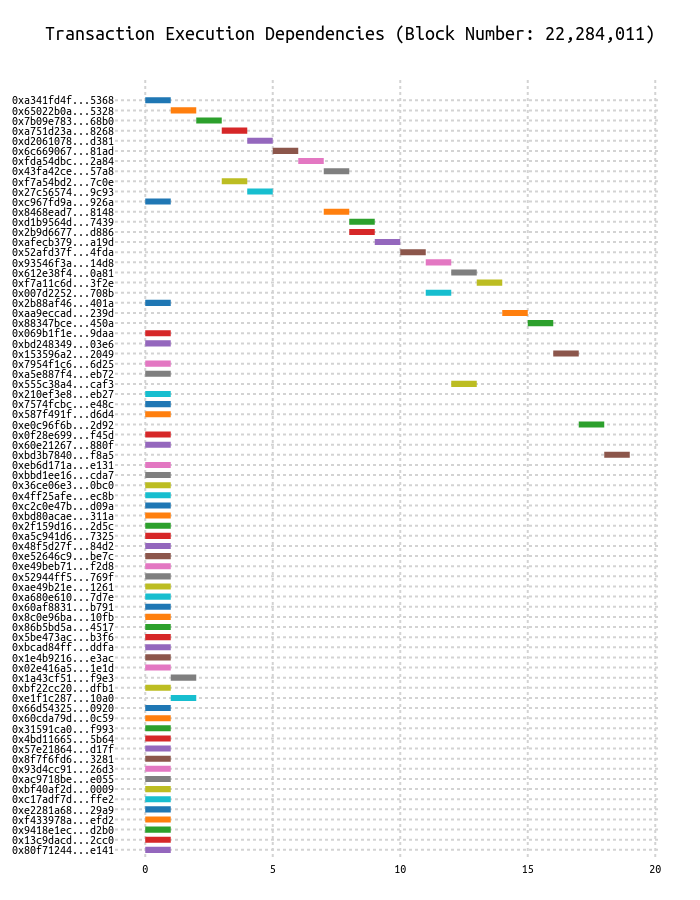 Transaction Execution Dependencies (Block Number: 22,284,011)
0xa341fd4f...5368
0x65022b0a...5328
0x7b09e783...68b0
0xa751d23a...8268
0xd2061078...d381
0x6c669067...81ad
0xfda54dbc...2a84
0x43fa42ce...57a8
0xf7a54bd2...7c0e
0x27c56574...9c93
0xc967fd9a...926a
0x8468ead7...8148
0xd1b9564d...7439
0x2b9d6677...d886
0xafecb379...a19d
0x52afd37f...4fda
0x93546f3a...14d8
0x612e38f4...0a81
0xf7a11c6d...3f2e
0x007d2252...708b
0x2b88af46...401a
0xaa9eccad...239d
0x88347bce...450a
0x069b1f1e...9daa
0xbd248349...03e6
0x153596a2...2049
0x7954f1c6...6d25
0xa5e887f4...eb72
0x555c38a4...caf3
0x210ef3e8...eb27
0x7574fcbc...e48c
0x587f491f...d6d4
0xe0c96f6b...2d92
0x0f28e699...f45d
0x60e21267...880f
0xbd3b7840...f8a5
0xeb6d171a...e131
0xbbd1ee16...cda7
0x36ce06e3...0bc0
0x4ff25afe...ec8b
0xc2c0e47b...d09a
0xbd80acae...311a
0x2f159d16...2d5c
0xa5c941d6...7325
0x48f5d27f...84d2
0xe52646c9...be7c
0xe49beb71...f2d8
0x52944ff5...769f
0xae49b21e...1261
0xa680e610...7d7e
0x60af8831...b791
0x8c0e96ba...10fb
0x86b5bd5a...4517
0x5be473ac...b3f6
0xbcad84ff...ddfa
0x1e4b9216...e3ac
0x02e416a5...1e1d
0x1a43cf51...f9e3
0xbf22cc20...dfb1
0xe1f1c287...10a0
0x66d54325...0920
0x60cda79d...0c59
0x31591ca0...f993
0x4bd11665...5b64
0x57e21864...d17f
0x8f7f6fd6...3281
0x93d4cc91...26d3
0xac9718be...e055
0xbf40af2d...0009
0xc17adf7d...ffe2
0xe2281a68...29a9
0xf433978a...efd2
0x9418e1ec...d2b0
0x13c9dacd...2cc0
0x80f71244...e141
0 5 10 15 20